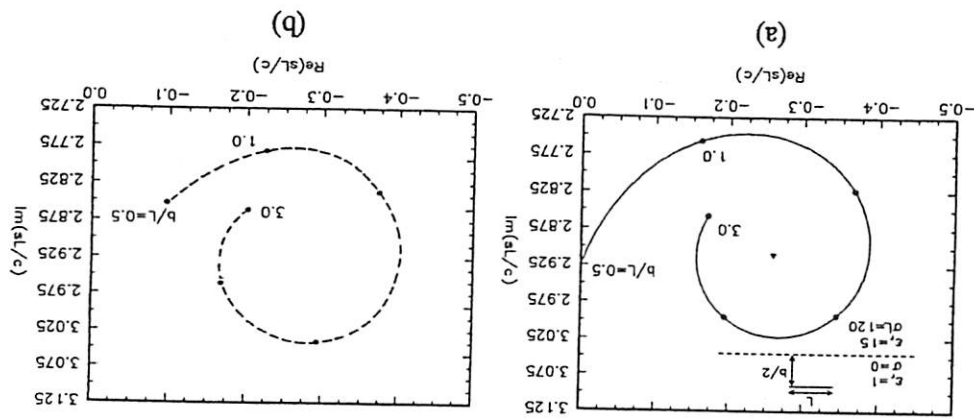 L
εr=1
σ=0
b/2
εr=15
σL=120
3.0
b/L=0.5
1.0
3.125
3.075
3.025
2.975
2.925
2.875
2.825
2.775
2.725
Im(sL/c)
−0.5 −0.4 −0.3 −0.2 −0.1 0.0
Re(sL/c)
(a)
3.0
b/L=0.5
1.0
3.125
3.075
3.025
2.975
2.925
2.875
2.825
2.775
2.725
Im(sL/c)
−0.5 −0.4 −0.3 −0.2 −0.1 0.0
Re(sL/c)
(b)